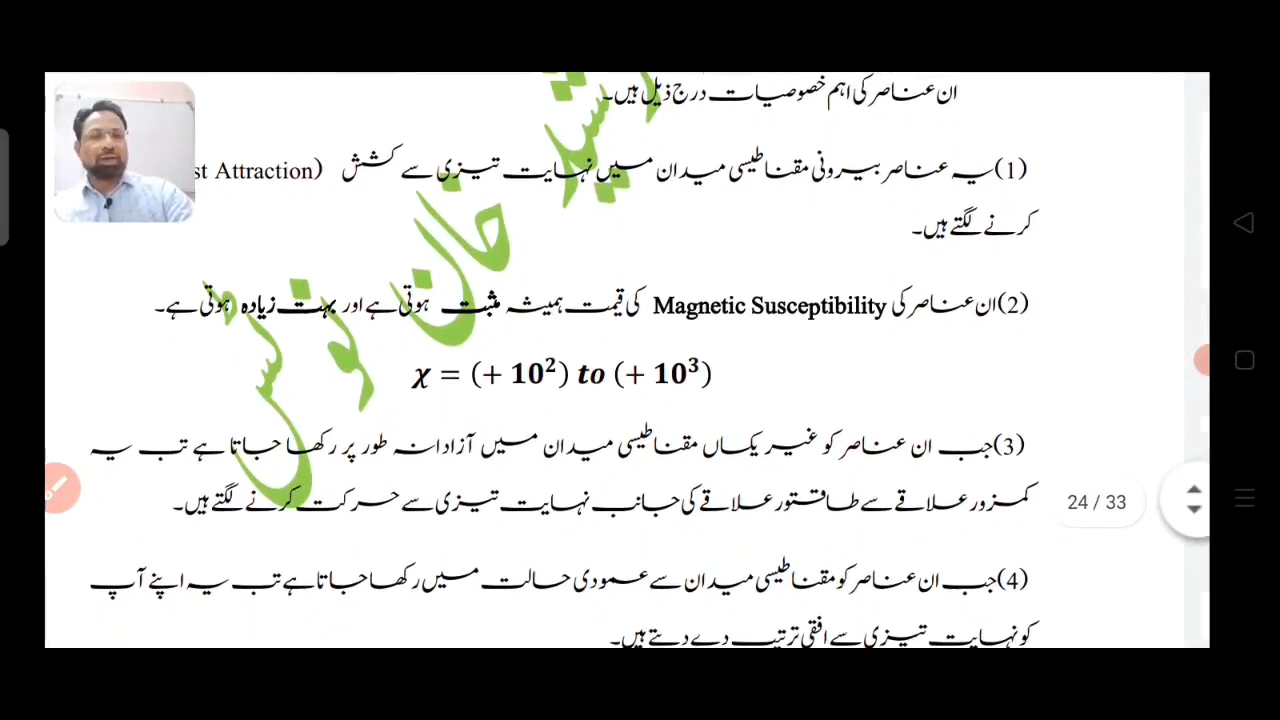 ان عناصر کی اہم خصوصیات درج ذیل ہیں۔
(1)یہ عناصر بیرونی مقناطیسی میدان میں نہایت تیزی سے کشش (st Attraction)
کرنے لگتے ہیں۔
(2)ان عناصر کی Magnetic Susceptibility کی قیمت ہمیشہ مثبت ہوتی ہے اور بہت زیادہ ہوتی ہے۔
χ = (+ 10²) to (+ 10³)
(3)جب ان عناصر کو غیر یکساں مقناطیسی میدان میں آزادانہ طور پر رکھا جاتا ہے تب یہ
کمزور علاقے سے طاقتور علاقے کی جانب نہایت تیزی سے حرکت کرنے لگتے ہیں۔
24 / 33
(4)جب ان عناصر کو مقناطیسی میدان سے عمودی حالت میں رکھا جاتا ہے تب یہ اپنے آپ
کو نہایت تیزی سے افقی ترتیب دے دیتے ہیں۔
خان نوٹس